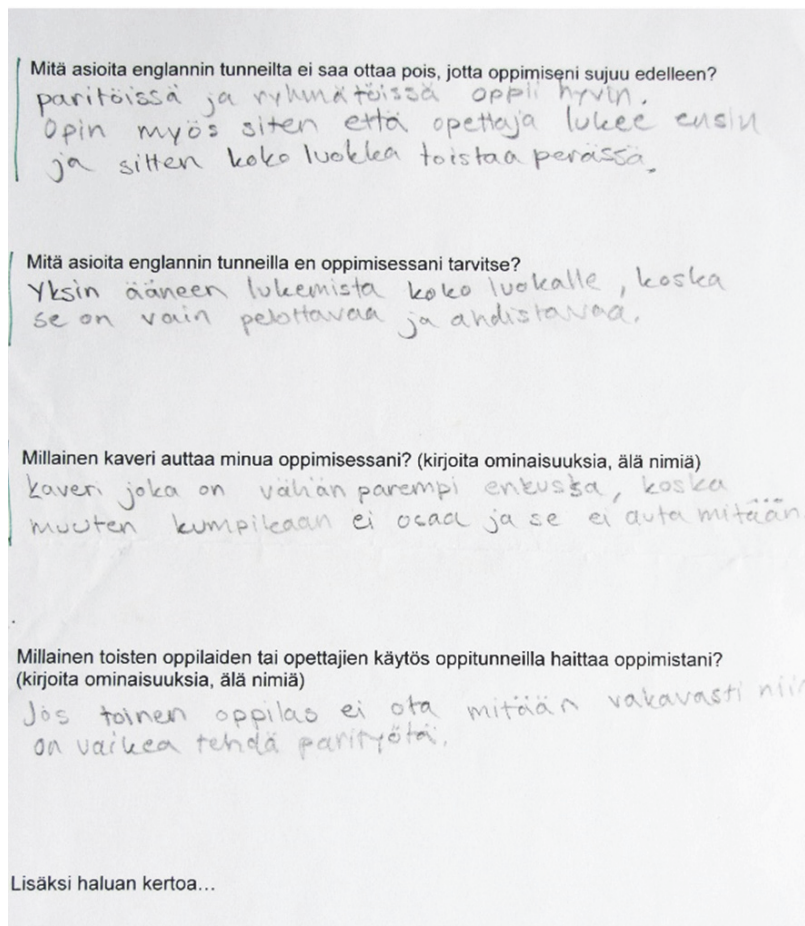 Mitä asioita englannin tunneilta ei saa ottaa pois, jotta oppimiseni sujuu edelleen?
paritöissä ja ryhmätöissä oppii hyvin.
Opin myös siten että opettaja lukee ensin
ja sitten koko luokka toistaa perässä.
Mitä asioita englannin tunneilla en oppimisessani tarvitse?
Yksin ääneen lukemista koko luokalle, koska
se on vain pelottavaa ja ahdistavaa.
Millainen kaveri auttaa minua oppimisessani? (kirjoita ominaisuuksia, älä nimiä)
Kaveri joka on vähän parempi enkussa, koska
muuten kumpikaan ei osaa ja se ei auta mitään...
Millainen toisten oppilaiden tai opettajien käytös oppitunneilla haittaa oppimistani?
(kirjoita ominaisuuksia, älä nimiä)
Jos toinen oppilas ei ota mitään vakavasti niin
on vaikea tehdä parityötä.
Lisäksi haluan kertoa...